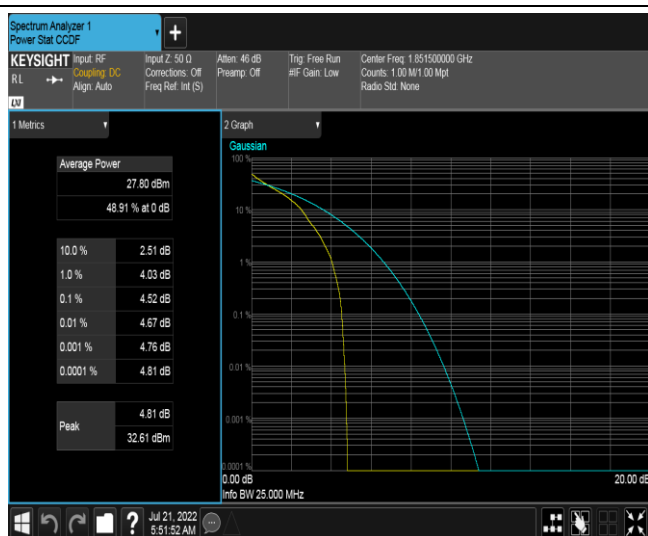 Spectrum Analyzer 1
Power Stat CCDF
+
KEYSIGHT
RL
LXI
Input: RF
Coupling: DC
Align: Auto
Input Z: 50 Ω
Corrections: Off
Freq Ref: Int (S)
Atten: 46 dB
Preamp: Off
Trig: Free Run
#IF Gain: Low
Center Freq: 1.851500000 GHz
Counts: 1.00 M/1.00 Mpt
Radio Std: None
1 Metrics
Average Power
27.80 dBm
48.91 % at 0 dB
10.0 % 2.51 dB
1.0 % 4.03 dB
0.1 % 4.52 dB
0.01 % 4.67 dB
0.001 % 4.76 dB
0.0001 % 4.81 dB
Peak
4.81 dB
32.61 dBm
2 Graph
Gaussian
100 %
10 %
1 %
0.1 %
0.01 %
0.001 %
0.0001 %
0.00 dB
20.00 dB
Info BW 25.000 MHz
?
Jul 21, 2022
5:51:52 AM